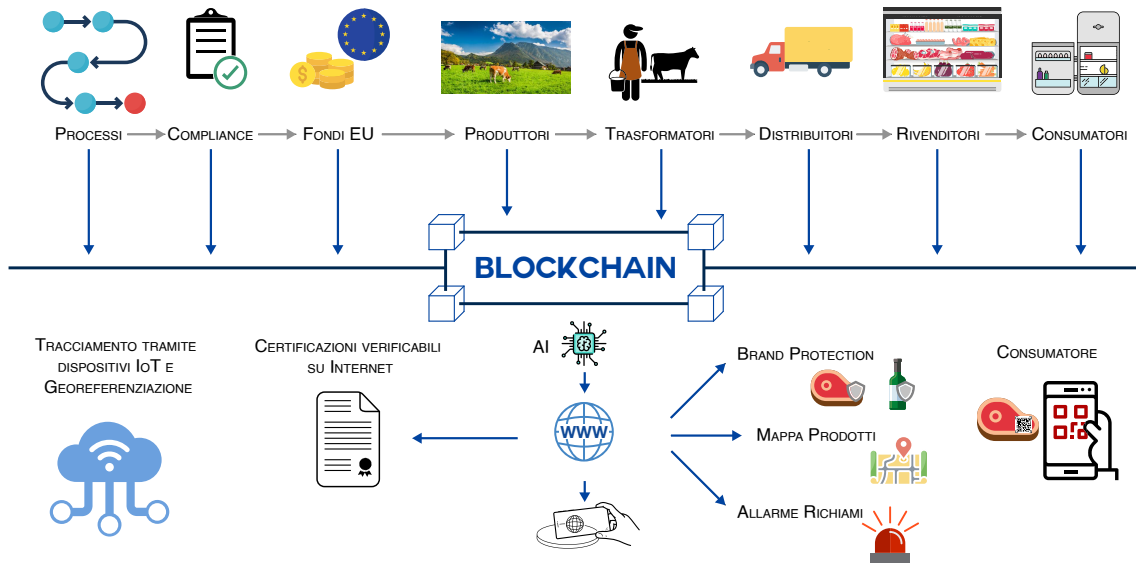 Processi
Compliance
Fondi EU
Produttori
Trasformatori
Distribuitori
Rivenditori
Consumatori
BLOCKCHAIN
Tracciamento tramite
dispositivi IoT e
Georeferenziazione
Certificazioni verificabili
su Internet
AI
WWW
Brand Protection
Mappa Prodotti
Allarme Richiami
Consumatore